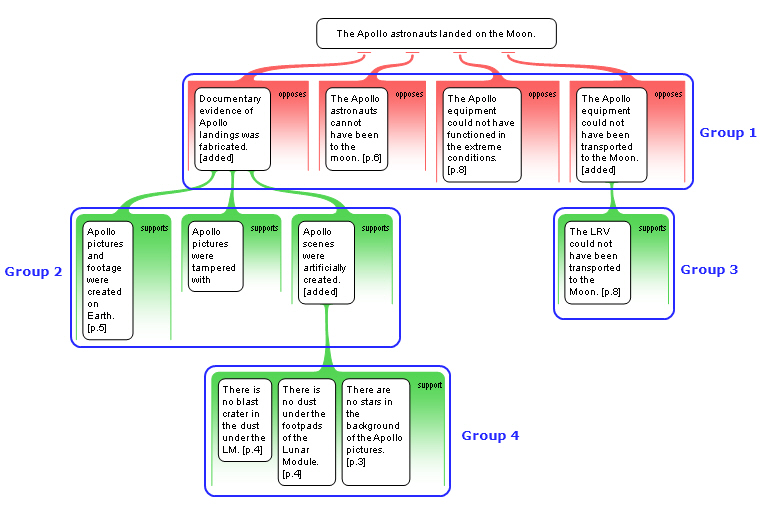 The Apollo astronauts landed on the Moon.
opposes
opposes
opposes
opposes
Documentary
evidence of
Apollo
landings was
fabricated.
[added]
The Apollo
astronauts
cannot
have been
to the
moon. [p.6]
The Apollo
equipment
could not have
functioned in
the extreme
conditions.
[p.8]
The Apollo
equipment
could not
have been
transported
to the Moon.
[added]
Group 1
supports
supports
supports
supports
Apollo
pictures
and
footage
were
created
on
Earth.
[p.5]
Apollo
pictures
were
tampered
with
Apollo
scenes
were
artificially
created.
[added]
Group 2
The LRV
could not
have been
transported
to the
Moon. [p.8]
Group 3
support
There is
no blast
crater in
the dust
under the
LM. [p.4]
There is
no dust
under the
footpads
of the
Lunar
Module.
[p.4]
There are
no stars in
the
background
of the Apollo
pictures.
[p.3]
Group 4